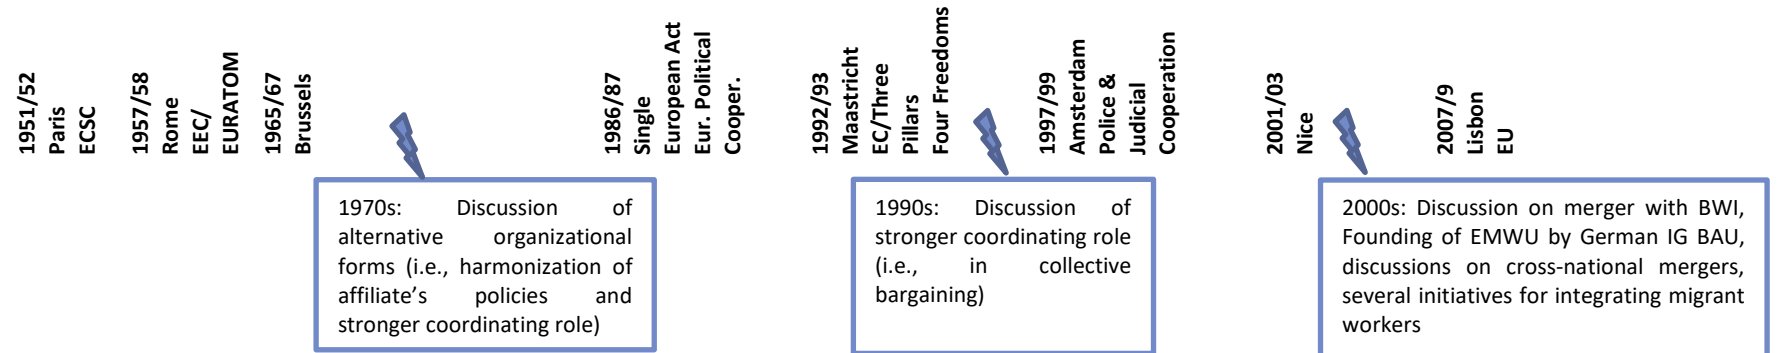 1951/52
Paris
ECSC
1957/58
Rome
EEC/
EURATOM
1965/67
Brussels
1986/87
Single
European Act
Eur. Political
Cooper.
1992/93
Maastricht
EC/Three
Pillars
Four Freedoms
1997/99
Amsterdam
Police &
Judicial
Cooperation
2001/03
Nice
2007/9
Lisbon
EU
1970s: Discussion of
alternative organizational
forms (i.e., harmonization of
affiliate’s policies and
stronger coordinating role)
1990s: Discussion of
stronger coordinating role
(i.e., in collective
bargaining)
2000s: Discussion on merger with BWI,
Founding of EMWU by German IG BAU,
discussions on cross-national mergers,
several initiatives for integrating migrant
workers